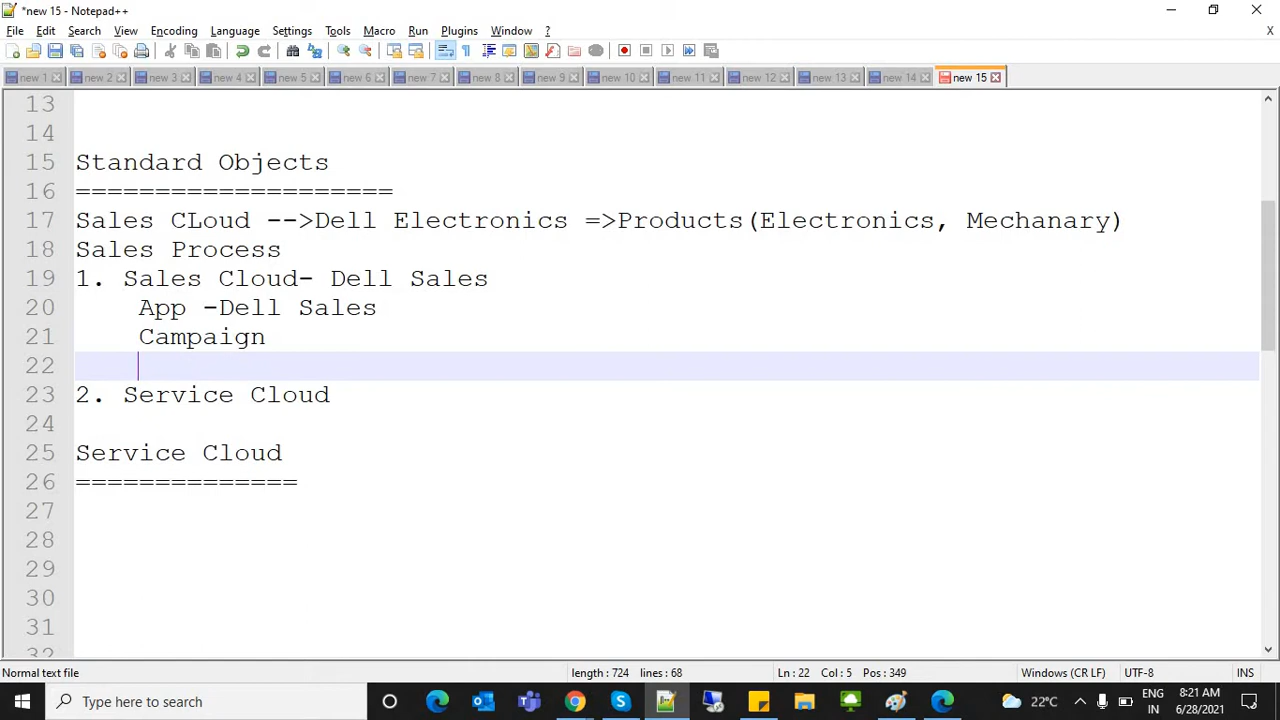 *new 15 - Notepad++
File Edit Search View Encoding Language Settings Tools Macro Run Plugins Window ?
X
new 1 new 2 new 3 new 4 new 5 new 6 new 7 new 8 new 9 new 10 new 11 new 12 new 13 new 14 new 15
13
14
15 Standard Objects
16 ====================
17 Sales CLoud -->Dell Electronics =>Products(Electronics, Mechanary)
18 Sales Process
19 1. Sales Cloud- Dell Sales
20 App -Dell Sales
21 Campaign
22
23 2. Service Cloud
24
25 Service Cloud
26 ==============
27
28
29
30
31
32
Normal text file length : 724 lines : 68 Ln : 22 Col : 5 Pos : 349 Windows (CR LF) UTF-8 INS
Type here to search 22°C ENG 8:21 AM
IN 6/28/2021